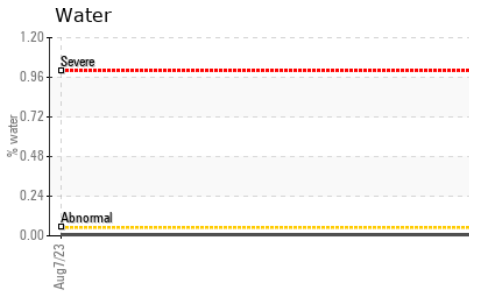 Water
1.20
Severe
0.96
0.72
% water
0.48
0.24
Abnormal
0.00
Aug7/23